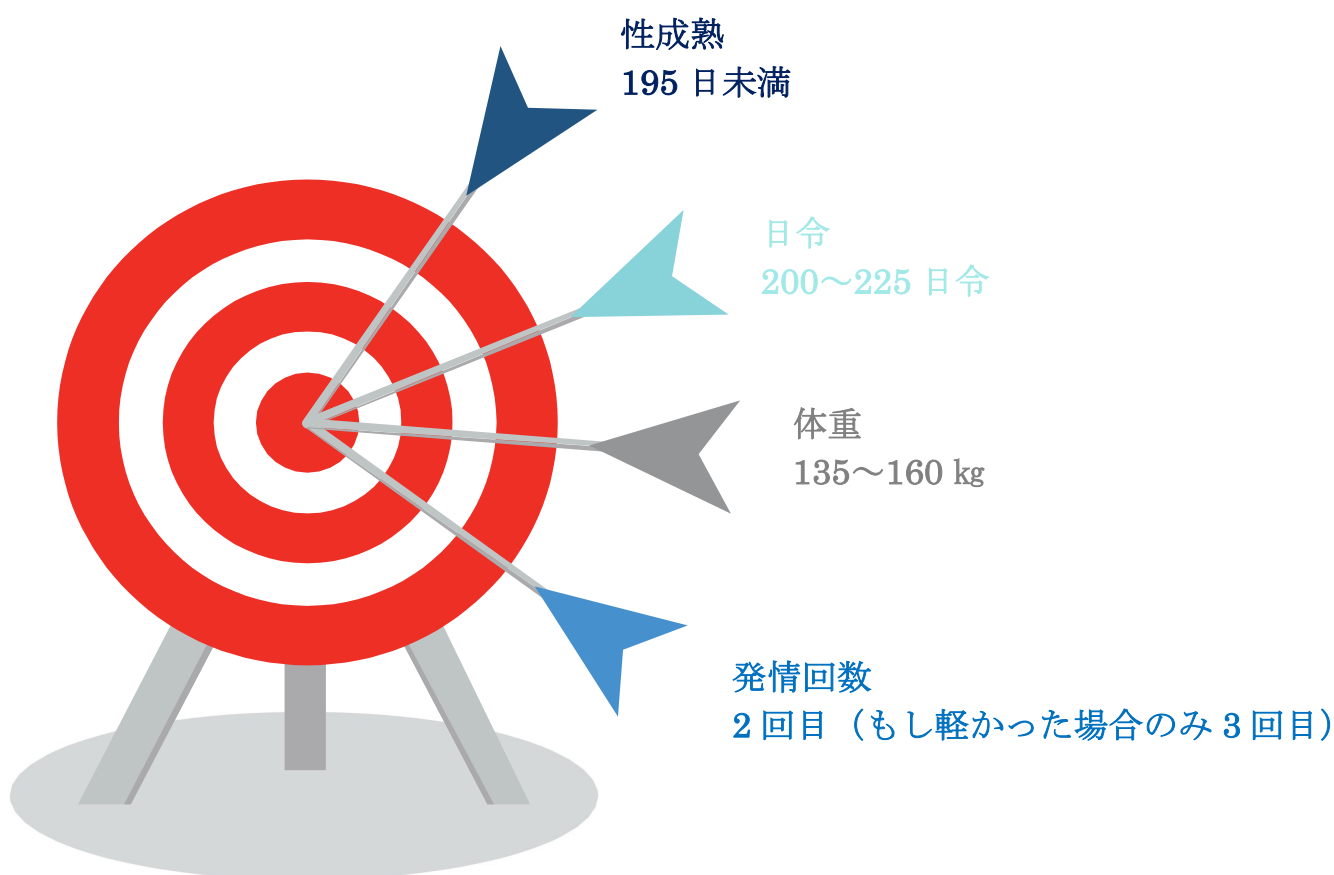 性成熟
195 日未満
日令
200～225 日令
体重
135～160 kg
発情回数
2 回目（もし軽かった場合のみ 3 回目）